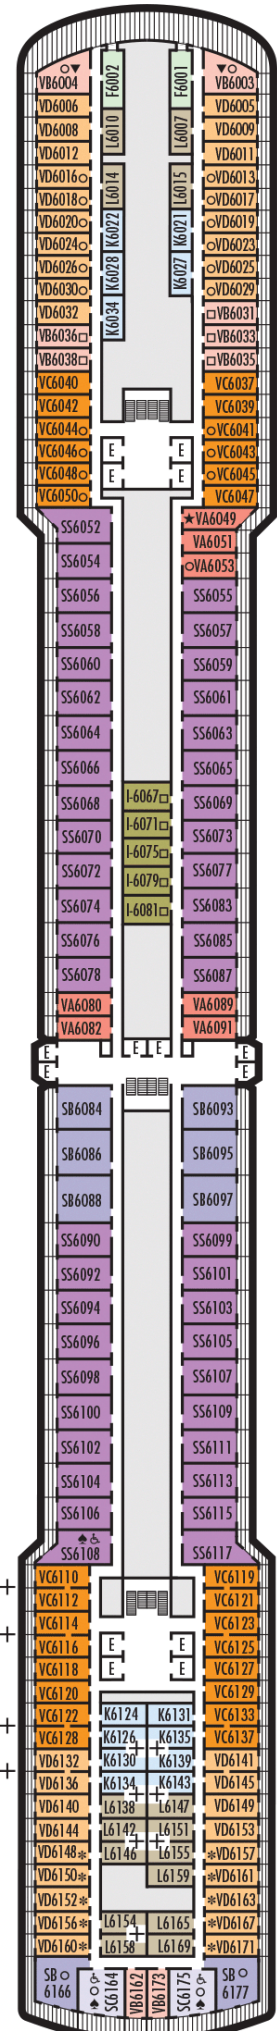 VB6004 F6002 F6001 VB6003
VD6006 VD6005
VD6008 L6010 L6007 VD6009
VD6012 VD6011
VD6016 L6014 L6015 VD6013
VD6018 VD6017
VD6020 K6022 K6021 VD6019
VD6024 VD6023
VD6026 K6028 K6027 VD6025
VD6030 VD6029
VD6032 K6034 VB6031
VB6036 VB6033
VB6038 VB6035
VC6040 VC6037
VC6042 VC6039
VC6044 VC6041
VC6046 E E VC6043
VC6048 E E VC6045
VC6050 VC6047
SS6052 VA6049
VA6051
SS6054 VA6053
SS6056 SS6055
SS6058 SS6057
SS6060 SS6059
SS6062 SS6061
SS6064 SS6063
SS6066 SS6065
SS6068 I-6067 SS6069
SS6070 I-6071 SS6073
SS6072 I-6075 SS6077
I-6079
SS6074 I-6081 SS6083
SS6076 SS6085
SS6078 SS6087
VA6080 VA6089
VA6082 VA6091
E E E E
E E
SB6084 SB6093
SB6086 SB6095
SB6088 SB6097
SS6090 SS6099
SS6092 SS6101
SS6094 SS6103
SS6096 SS6105
SS6098 SS6107
SS6100 SS6109
SS6102 SS6111
SS6104 SS6113
SS6106 SS6115
SS6108 SS6117
VC6110 VC6119
VC6112 VC6121
VC6114 VC6123
VC6116 E E VC6125
VC6118 E E VC6127
VC6120 VC6129
VC6122 K6124 K6131 VC6133
VC6128 K6126 K6135 VC6137
VD6132 K6130 K6139 VD6141
VD6136 K6134 K6143 VD6145
VD6140 L6138 L6147 VD6149
VD6144 L6142 L6151 VD6153
VD6148* L6146 L6155 *VD6157
VD6150* L6159 *VD6161
VD6152* *VD6163
VD6156* L6154 L6165 *VD6167
VD6160* L6158 L6169 *VD6171
SB 6166 SC6164 VB6162 VB6173 SC6175 SB 6177